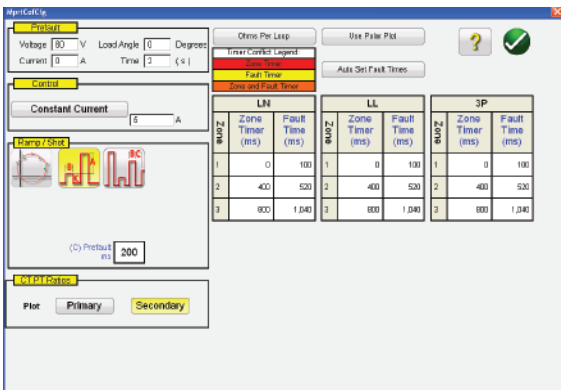 MprtCofCfg
Prefault
Voltage 80 V Load Angle 0 Degrees
Current 0 A Time 3 (s)
Control
Constant Current
5 A
Ramp / Shot
(B) A
BC
(C) Prefault ms 200
CT PT Ratios
Plot Primary Secondary
Ohms Per Loop
Use Polar Plot
Timer Conflict Legend:
Zone Timer
Fault Timer
Zone and Fault Timer
Auto Set Fault Times
?
LN
Zone Zone Timer (ms) Fault Time (ms)
1 0 100
2 400 520
3 800 1,040
LL
Zone Zone Timer (ms) Fault Time (ms)
1 0 100
2 400 520
3 800 1,040
3P
Zone Zone Timer (ms) Fault Time (ms)
1 0 100
2 400 520
3 800 1,040